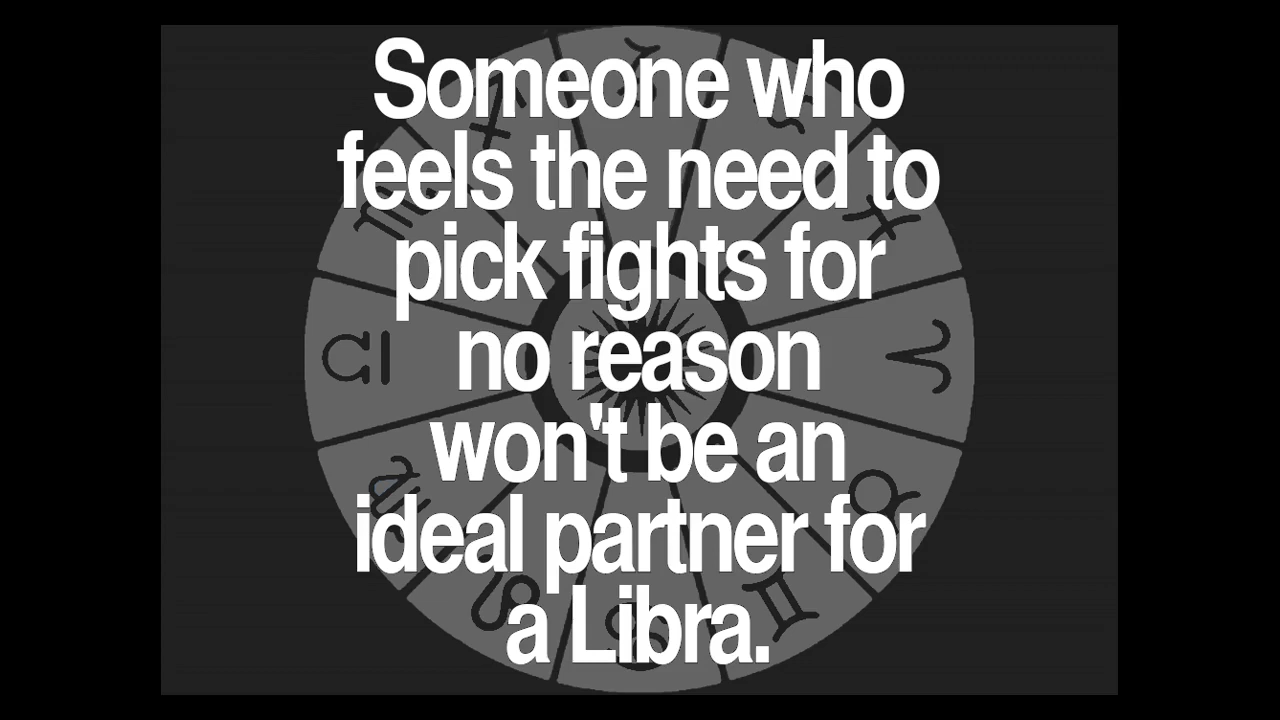 Someone who
feels the need to
pick fights for
no reason
won't be an
ideal partner for
a Libra.